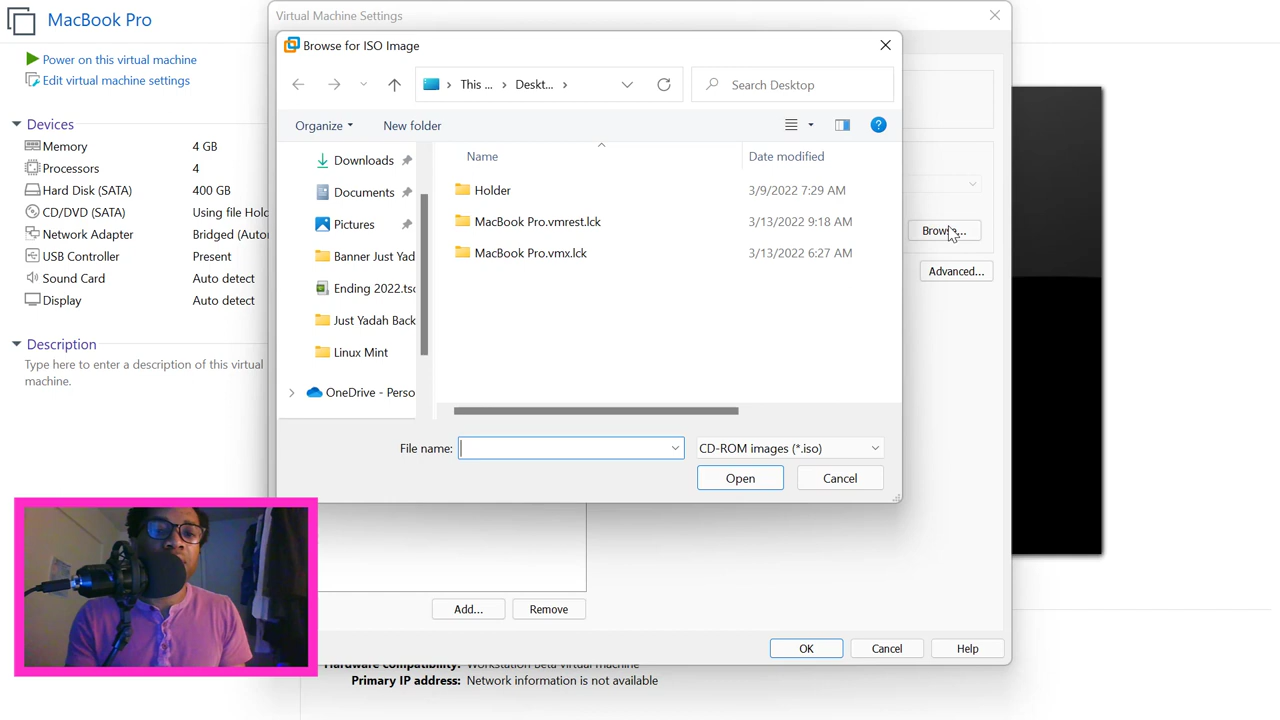 MacBook Pro
Power on this virtual machine
Edit virtual machine settings
Devices
Memory 4 GB
Processors 4
Hard Disk (SATA) 400 GB
CD/DVD (SATA) Using file Hold
Network Adapter Bridged (Auto
USB Controller Present
Sound Card Auto detect
Display Auto detect
Description
Type here to enter a description of this virtual
machine.
Virtual Machine Settings
Browse for ISO Image
This ... Deskt...
Search Desktop
Organize New folder
Downloads
Documents
Pictures
Banner Just Yad
Ending 2022.tsc
Just Yadah Back
Linux Mint
OneDrive - Perso
Name Date modified
Holder 3/9/2022 7:29 AM
MacBook Pro.vmrest.lck 3/13/2022 9:18 AM
MacBook Pro.vmx.lck 3/13/2022 6:27 AM
File name: CD-ROM images (*.iso)
Open Cancel
Browse...
Advanced...
Add... Remove
OK Cancel Help
Hardware compatibility: Workstation Beta virtual machine
Primary IP address: Network information is not available